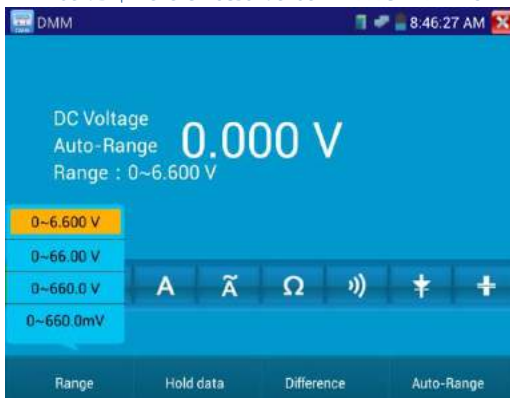 DMM
8:46:27 AM
DC Voltage
Auto-Range
0.000 V
Range : 0~6.600 V
0~6.600 V
0~66.00 V
0~660.0 V
0~660.0mV
A
Ã
Ω
Range
Hold data
Difference
Auto-Range